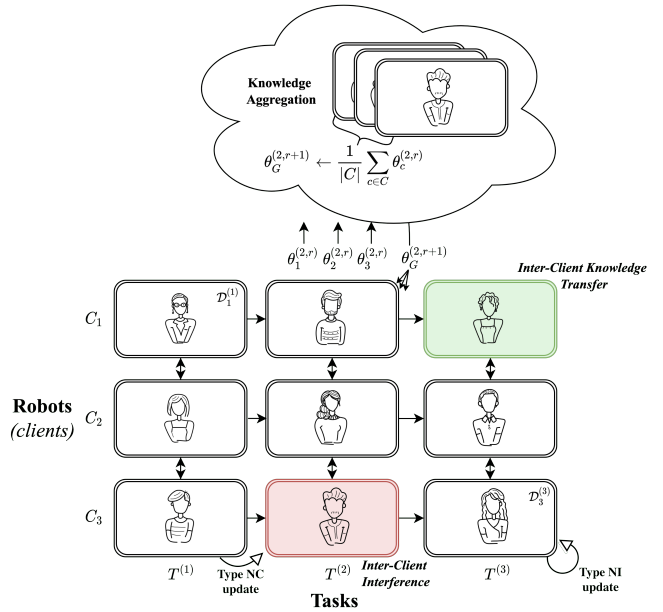 Knowledge
Aggregation
θ_G^{(2,r+1)} ← \frac{1}{|C|} \sum_{c∈C} θ_c^{(2,r)}
θ_1^{(2,r)} θ_2^{(2,r)} θ_3^{(2,r)} θ_G^{(2,r+1)}
Inter-Client Knowledge
Transfer
C_1
D_1^{(1)}
Robots
(clients)
C_2
C_3
D_3^{(3)}
T^{(1)}
Type NC
update
T^{(2)}
Inter-Client
Interference
T^{(3)}
Type NI
update
Tasks